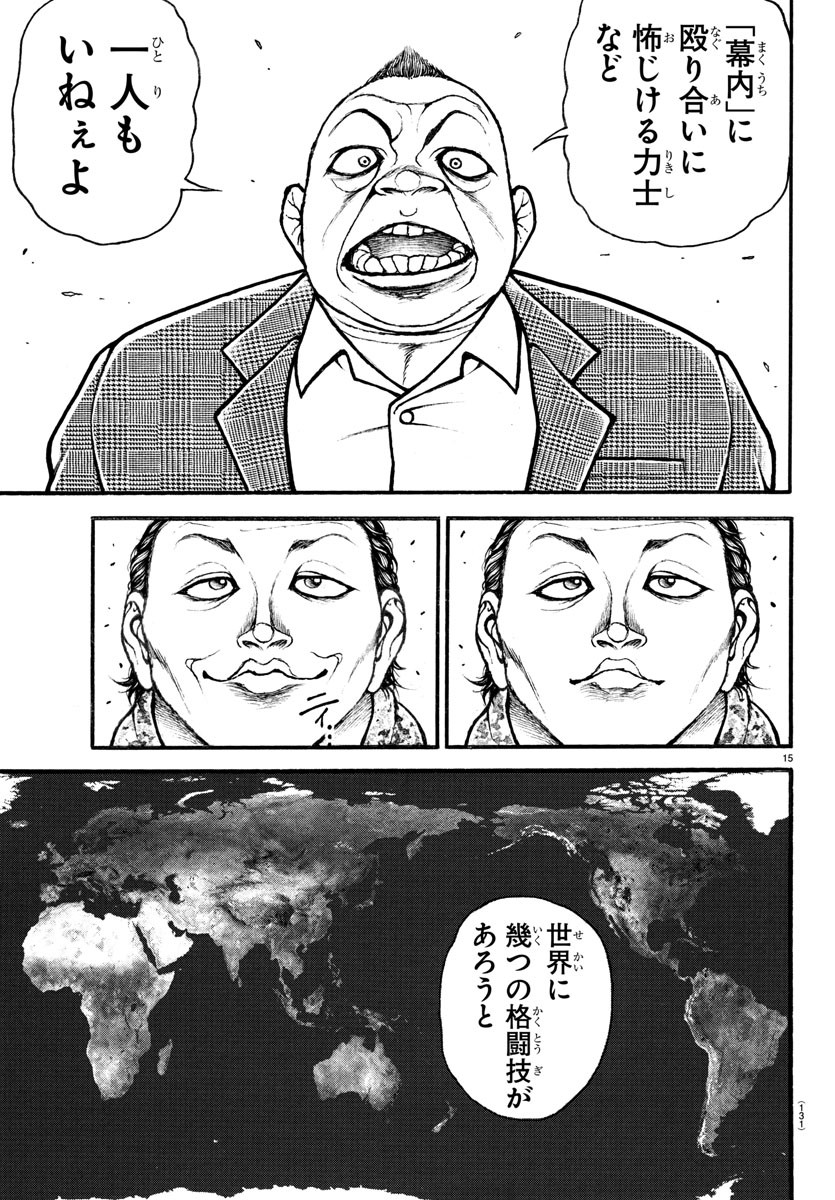 「幕内」に
殴り合いに
怖じける力士
など
一人も
いねぇよ
ニィ…
15
世界に
幾つの格闘技が
あろうと
(131)